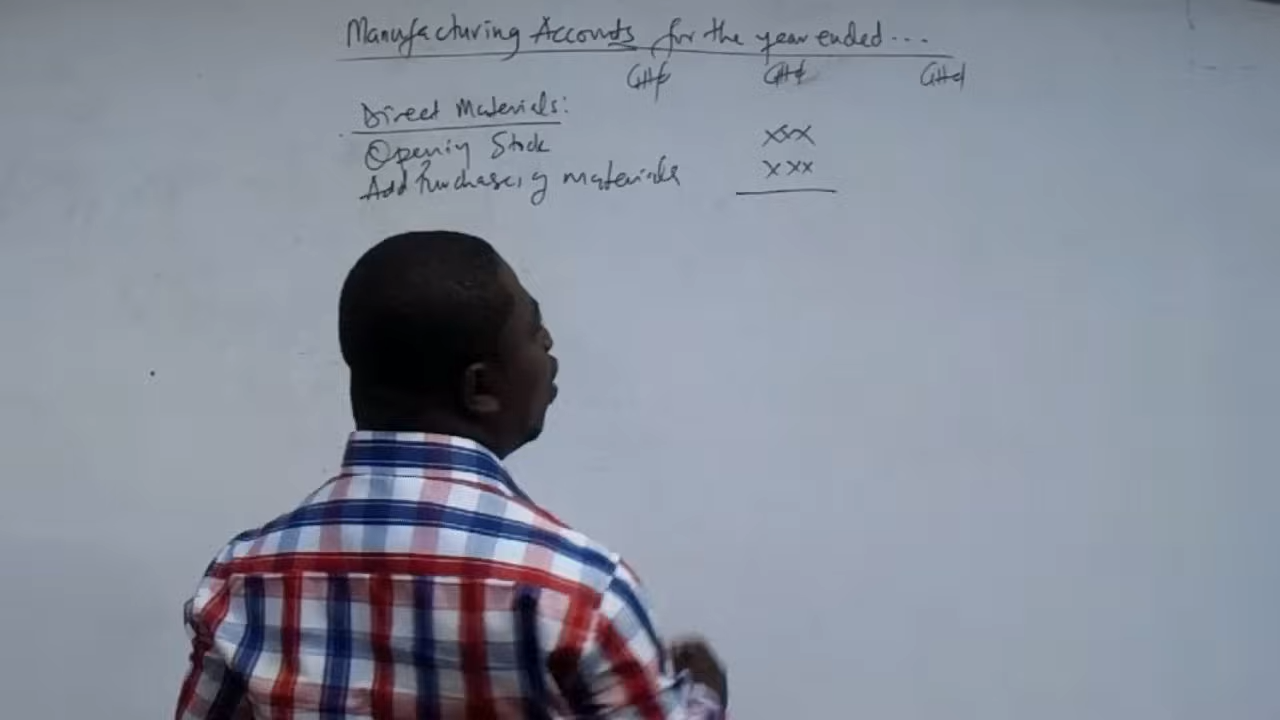 Manufacturing Accounts for the year ended...
GH¢ GH¢ GH¢
Direct Materials:
Opening Stock xxx
Add Purchases of materials xxx